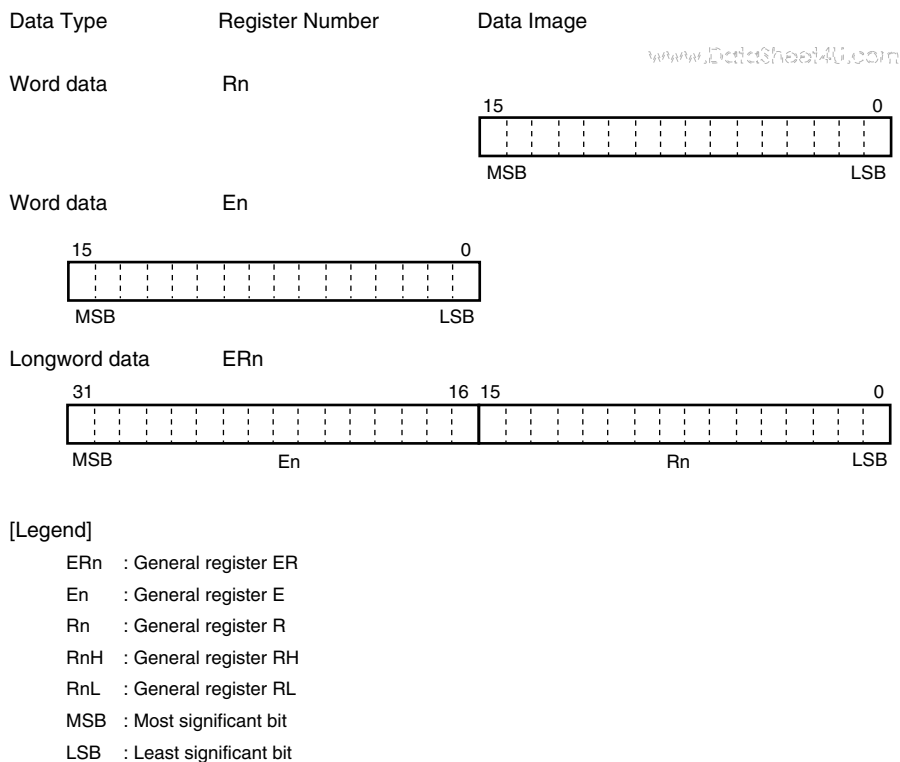 Data Type Register Number Data Image
www.DataSheet4U.com
Word data Rn
15 0
MSB LSB
Word data En
15 0
MSB LSB
Longword data ERn
31 16 15 0
MSB En Rn LSB
[Legend]
ERn : General register ER
En : General register E
Rn : General register R
RnH : General register RH
RnL : General register RL
MSB : Most significant bit
LSB : Least significant bit